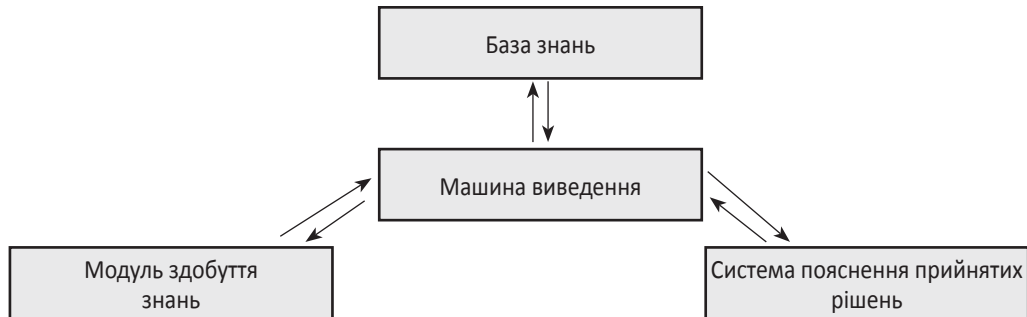 База знань
Машина виведення
Модуль здобуття
знань
Система пояснення прийнятих
рішень